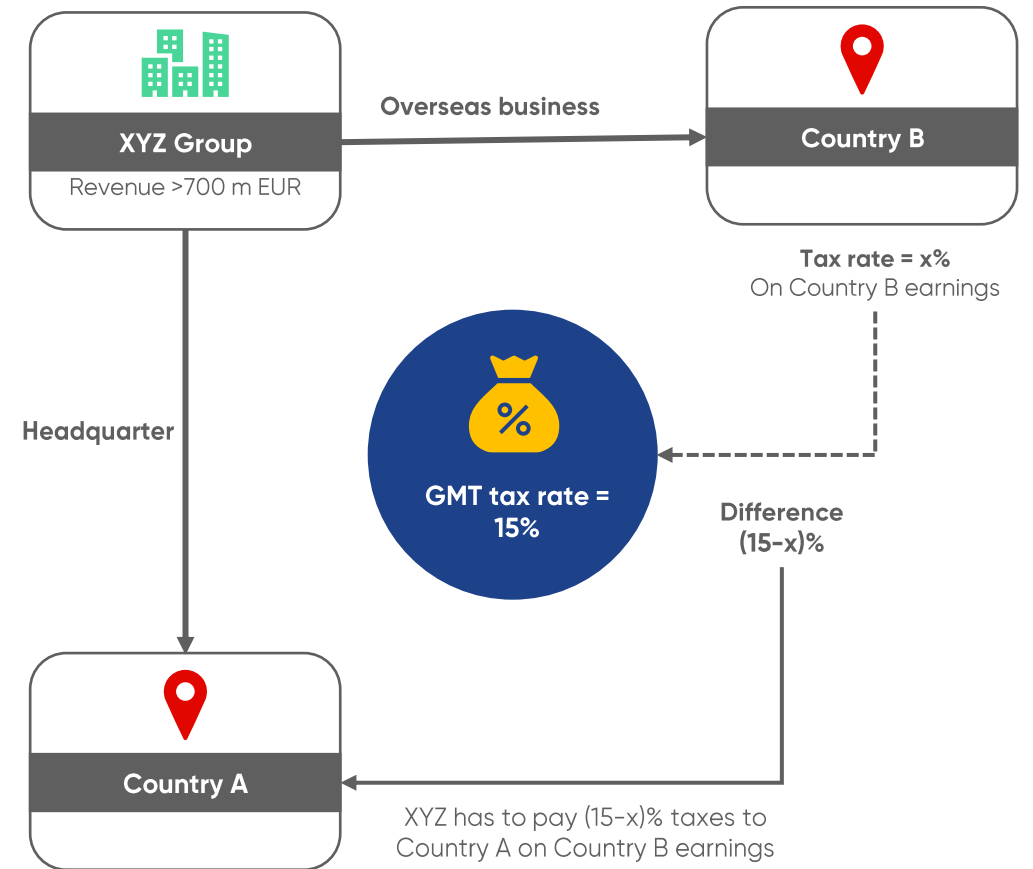 XYZ Group
Revenue >700 m EUR
Overseas business
Country B
Tax rate = x%
On Country B earnings
Headquarter
%
GMT tax rate =
15%
Difference
(15-x)%
Country A
XYZ has to pay (15-x)% taxes to
Country A on Country B earnings